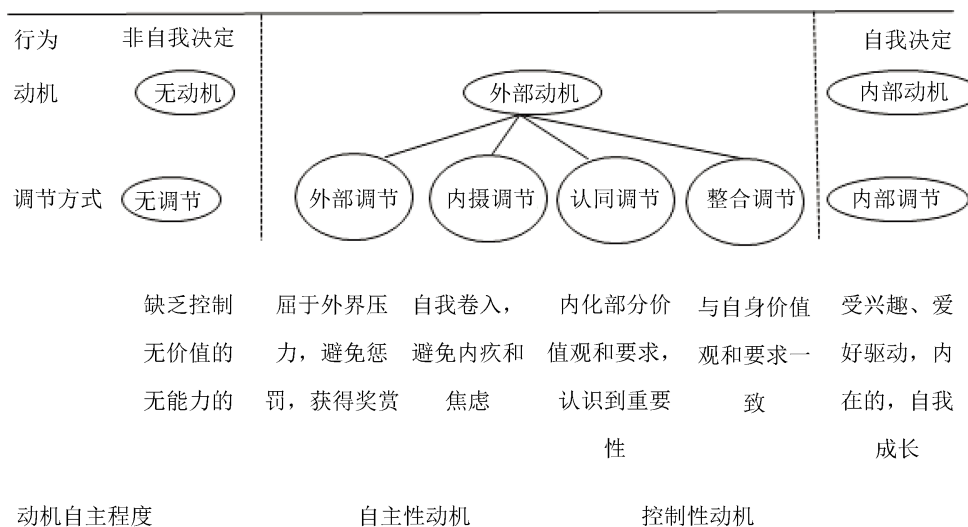 行为 非自我决定 自我决定
动机 无动机 外部动机 内部动机
调节方式 无调节 外部调节 内摄调节 认同调节 整合调节 内部调节
缺乏控制
无价值的
无能力的
屈于外界压
力，避免惩
罚，获得奖赏
自我卷入，
避免内疚和
焦虑
内化部分价
值观和要求，
认识到重要
性
与自身价值
观和要求一
致
受兴趣、爱
好驱动，内
在的，自我
成长
动机自主程度 自主性动机 控制性动机